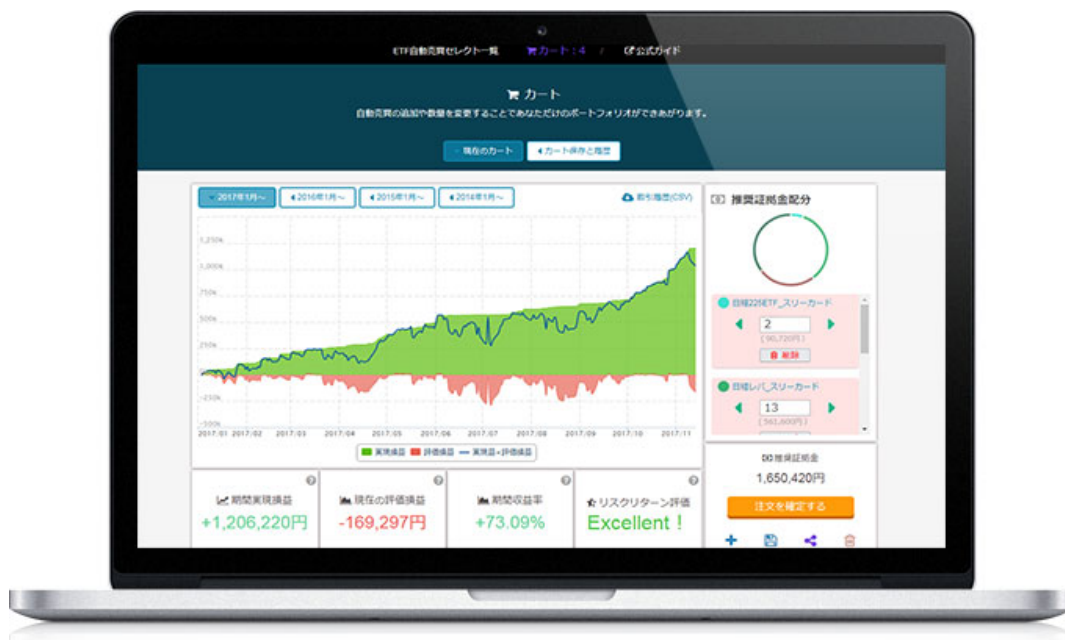 ETF自動売買セレクト一覧 カート：4 / 公式ガイド
カート
自動売買の追加や数量を変更することであなただけのポートフォリオができあがります。
現在のカート カート保存と履歴
2017年1月～ 2016年1月～ 2015年1月～ 2014年1月～ 取引履歴(CSV)
1,250k
1,000k
750k
500k
250k
0
-250k
-500k
2017/01 2017/02 2017/03 2017/04 2017/05 2017/06 2017/07 2017/08 2017/09 2017/10 2017/11
実現損益 評価損益 実現益+評価損益
期間実現損益
+1,206,220円
現在の評価損益
-169,297円
期間収益率
+73.09%
リスクリターン評価
Excellent !
推奨証拠金配分
日経225ETF_スリーカード
2
(90,720円)
削除
日経レバ_スリーカード
13
(561,600円)
推奨証拠金
1,650,420円
注文を確定する